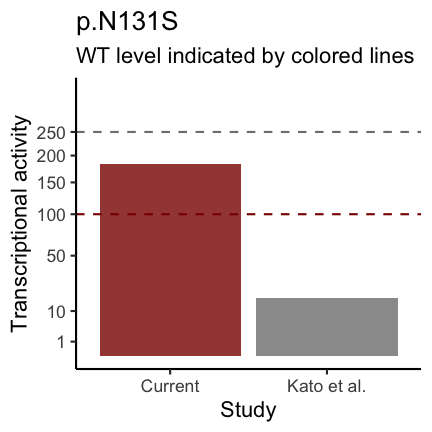 p.N131S
WT level indicated by colored lines
Transcriptional activity
250
200
150
100
50
10
1
Current
Kato et al.
Study